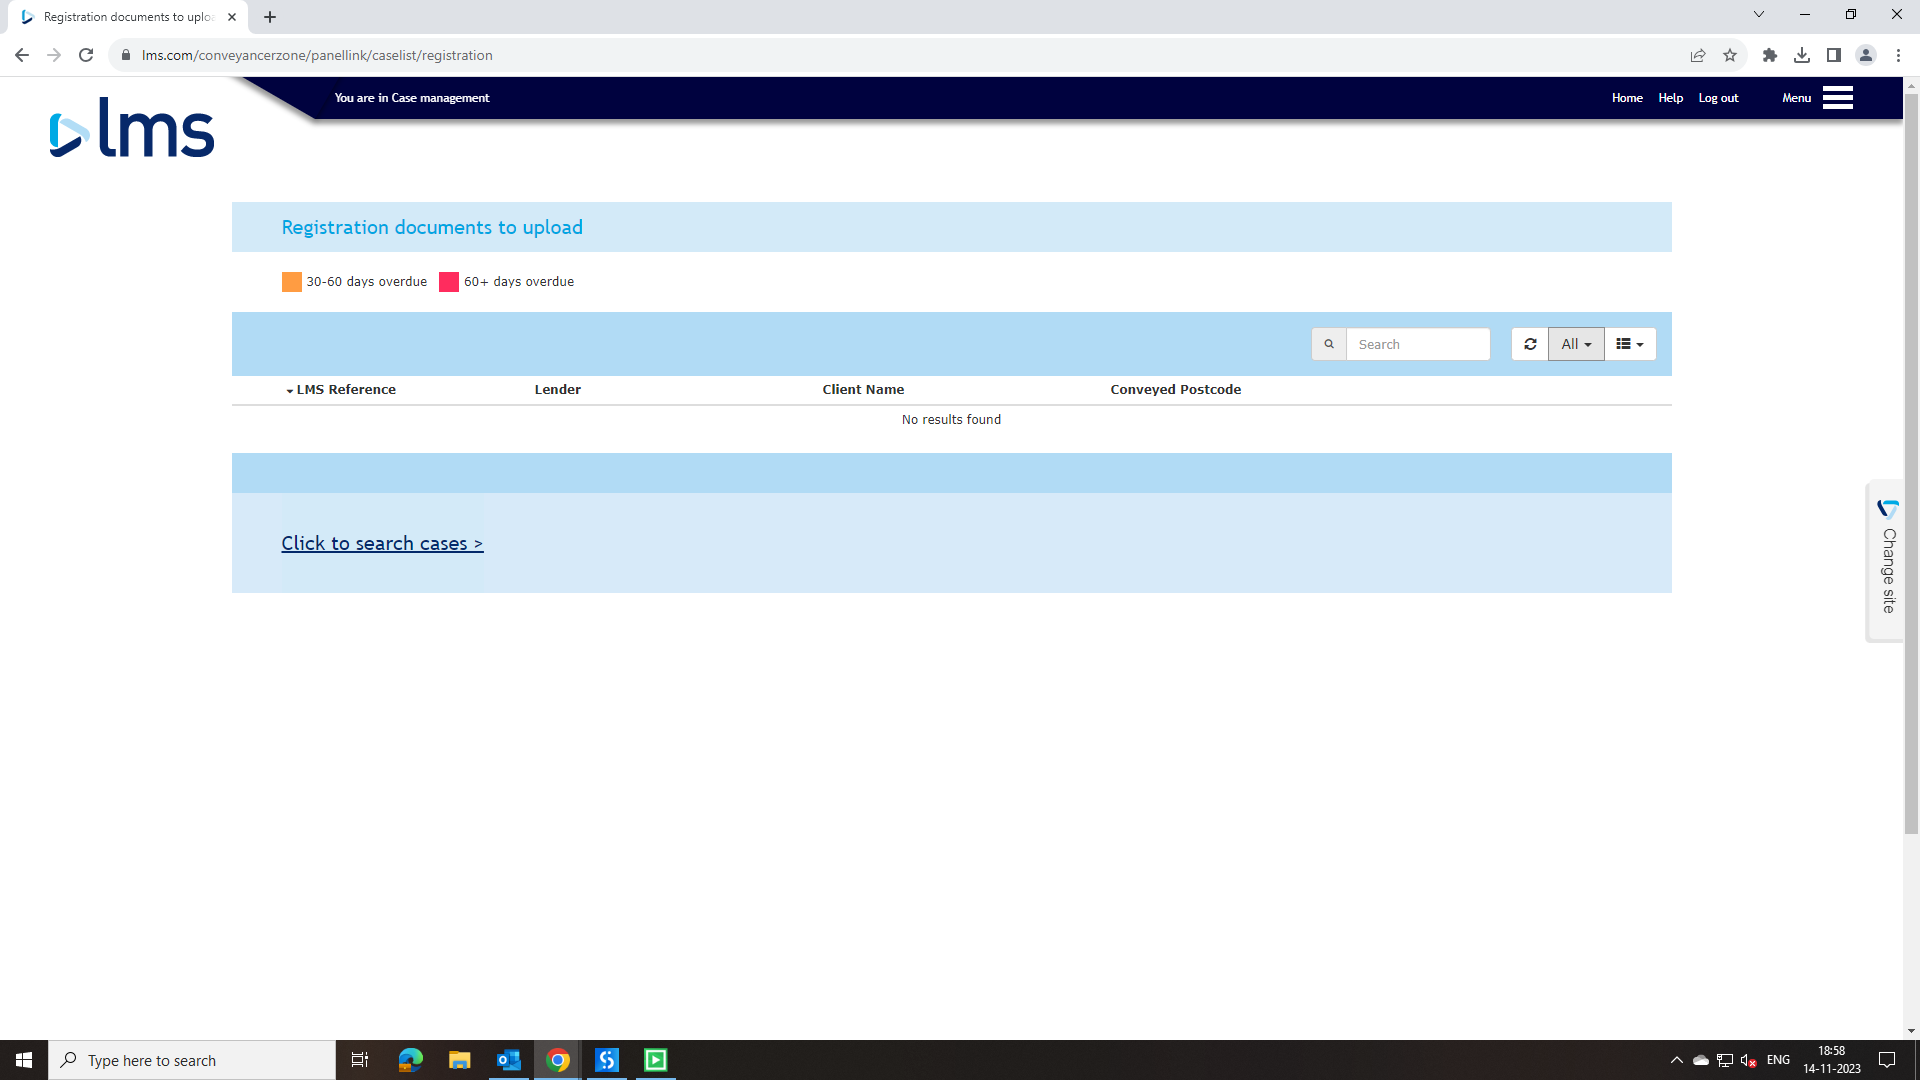 Registration documents to uploa
lms.com/conveyancerzone/panellink/caselist/registration
You are in Case management
Home Help Log out Menu
lms
Registration documents to upload
30-60 days overdue 60+ days overdue
Search All
LMS Reference Lender Client Name Conveyed Postcode
No results found
Click to search cases >
Change site
Type here to search
ENG
18:58
14-11-2023